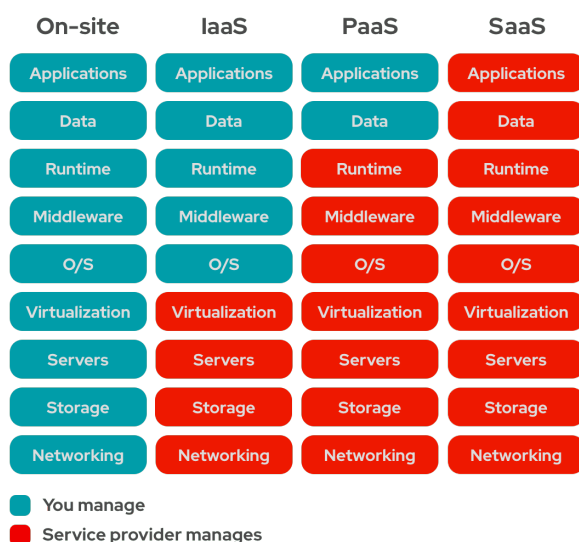 On-site IaaS PaaS SaaS
Applications Applications Applications Applications
Data Data Data Data
Runtime Runtime Runtime Runtime
Middleware Middleware Middleware Middleware
O/S O/S O/S O/S
Virtualization Virtualization Virtualization Virtualization
Servers Servers Servers Servers
Storage Storage Storage Storage
Networking Networking Networking Networking
You manage
Service provider manages